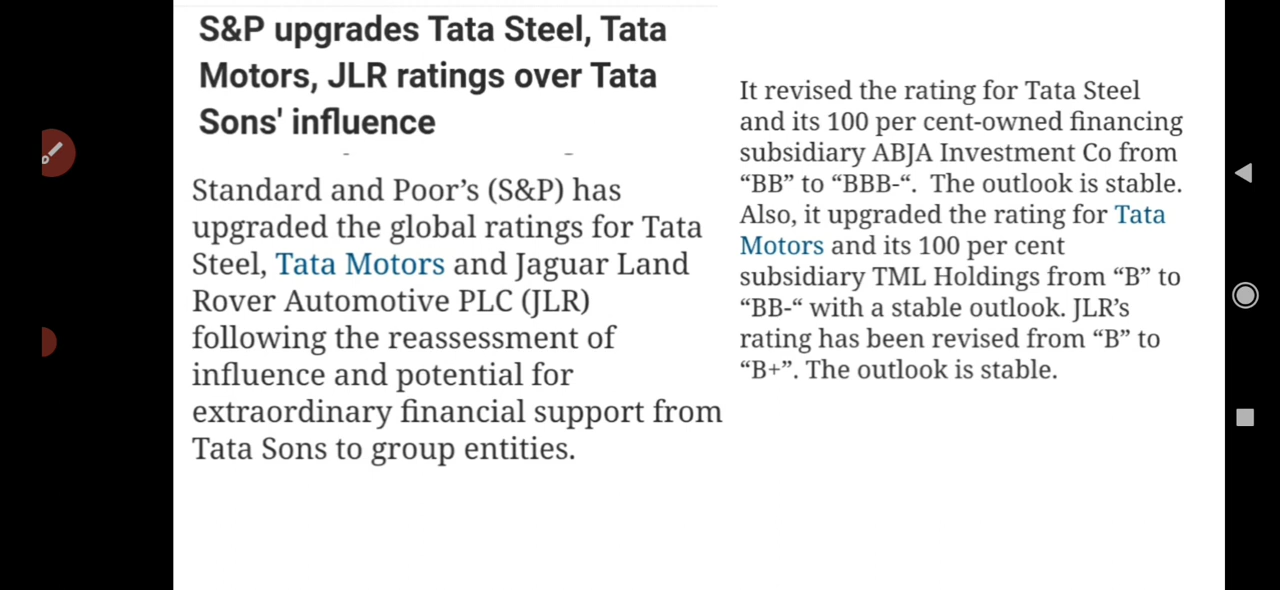 S&P upgrades Tata Steel, Tata
Motors, JLR ratings over Tata
Sons' influence
Standard and Poor’s (S&P) has
upgraded the global ratings for Tata
Steel, Tata Motors and Jaguar Land
Rover Automotive PLC (JLR)
following the reassessment of
influence and potential for
extraordinary financial support from
Tata Sons to group entities.
It revised the rating for Tata Steel
and its 100 per cent-owned financing
subsidiary ABJA Investment Co from
“BB” to “BBB-“.  The outlook is stable.
Also, it upgraded the rating for Tata
Motors and its 100 per cent
subsidiary TML Holdings from “B” to
“BB-“ with a stable outlook. JLR’s
rating has been revised from “B” to
“B+”. The outlook is stable.